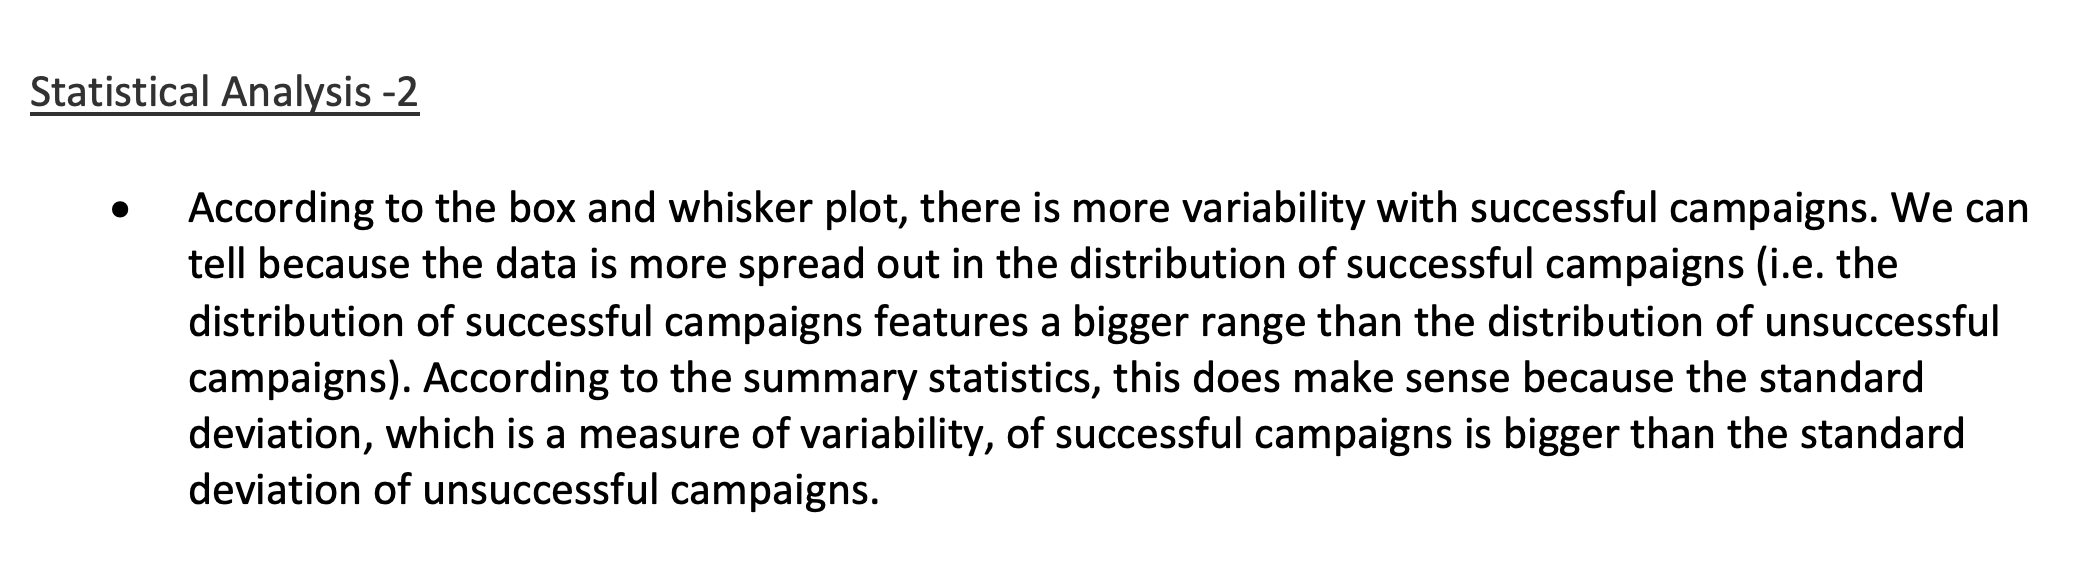 Statistical Analysis -2
• According to the box and whisker plot, there is more variability with successful campaigns. We can
tell because the data is more spread out in the distribution of successful campaigns (i.e. the
distribution of successful campaigns features a bigger range than the distribution of unsuccessful
campaigns). According to the summary statistics, this does make sense because the standard
deviation, which is a measure of variability, of successful campaigns is bigger than the standard
deviation of unsuccessful campaigns.